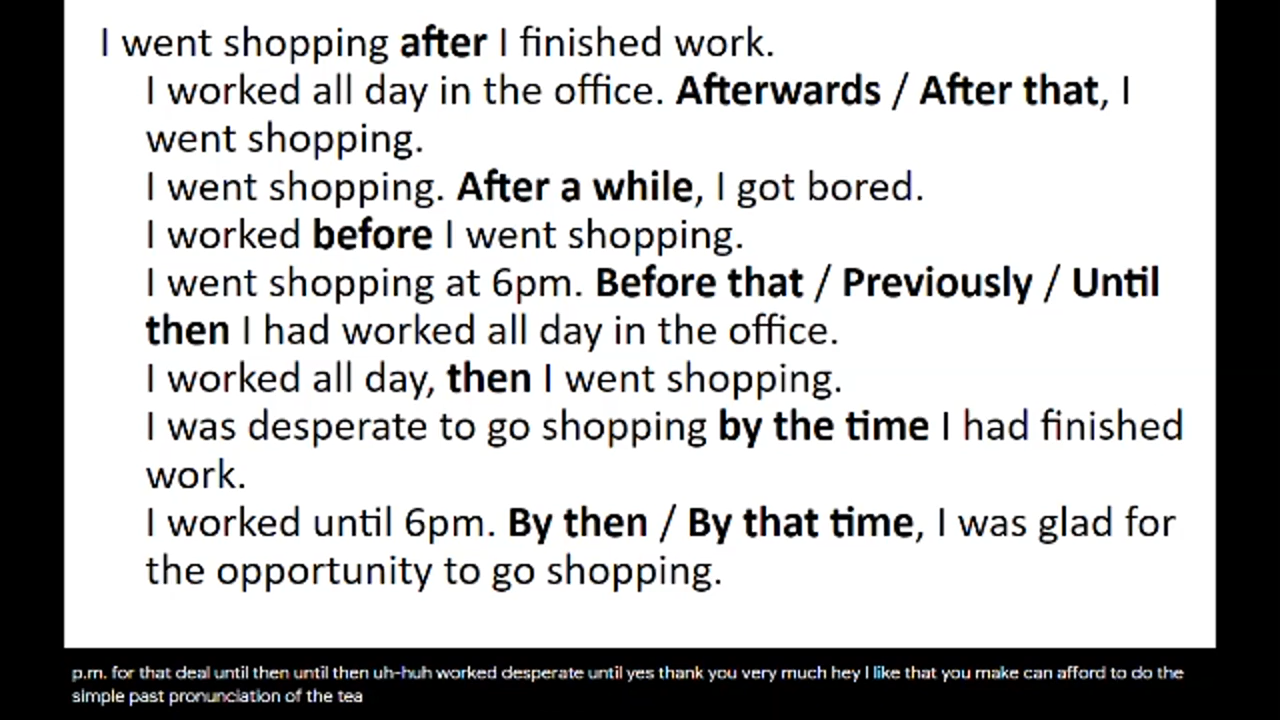 I went shopping after I finished work.
I worked all day in the office. Afterwards / After that, I
went shopping.
I went shopping. After a while, I got bored.
I worked before I went shopping.
I went shopping at 6pm. Before that / Previously / Until
then I had worked all day in the office.
I worked all day, then I went shopping.
I was desperate to go shopping by the time I had finished
work.
I worked until 6pm. By then / By that time, I was glad for
the opportunity to go shopping.
p.m. for that deal until then until then uh-huh worked desperate until yes thank you very much hey I like that you make can afford to do the
simple past pronunciation of the tea